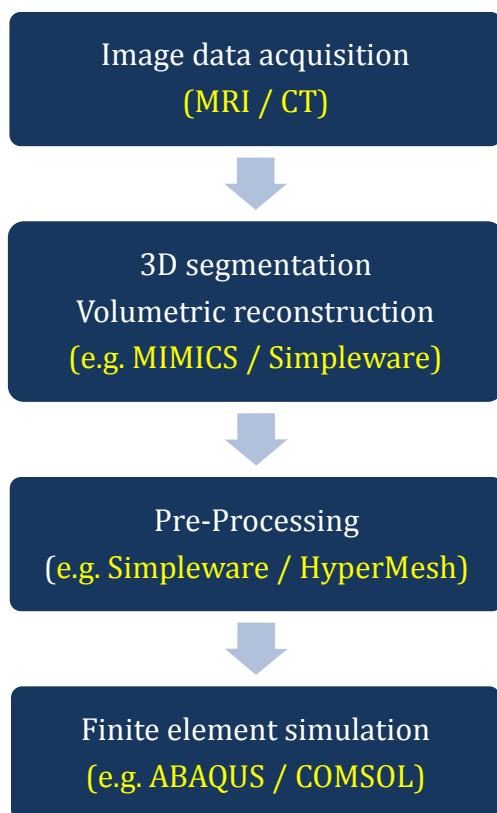 Image data acquisition
(MRI / CT)
3D segmentation
Volumetric reconstruction
(e.g. MIMICS / Simpleware)
Pre-Processing
(e.g. Simpleware / HyperMesh)
Finite element simulation
(e.g. ABAQUS / COMSOL)